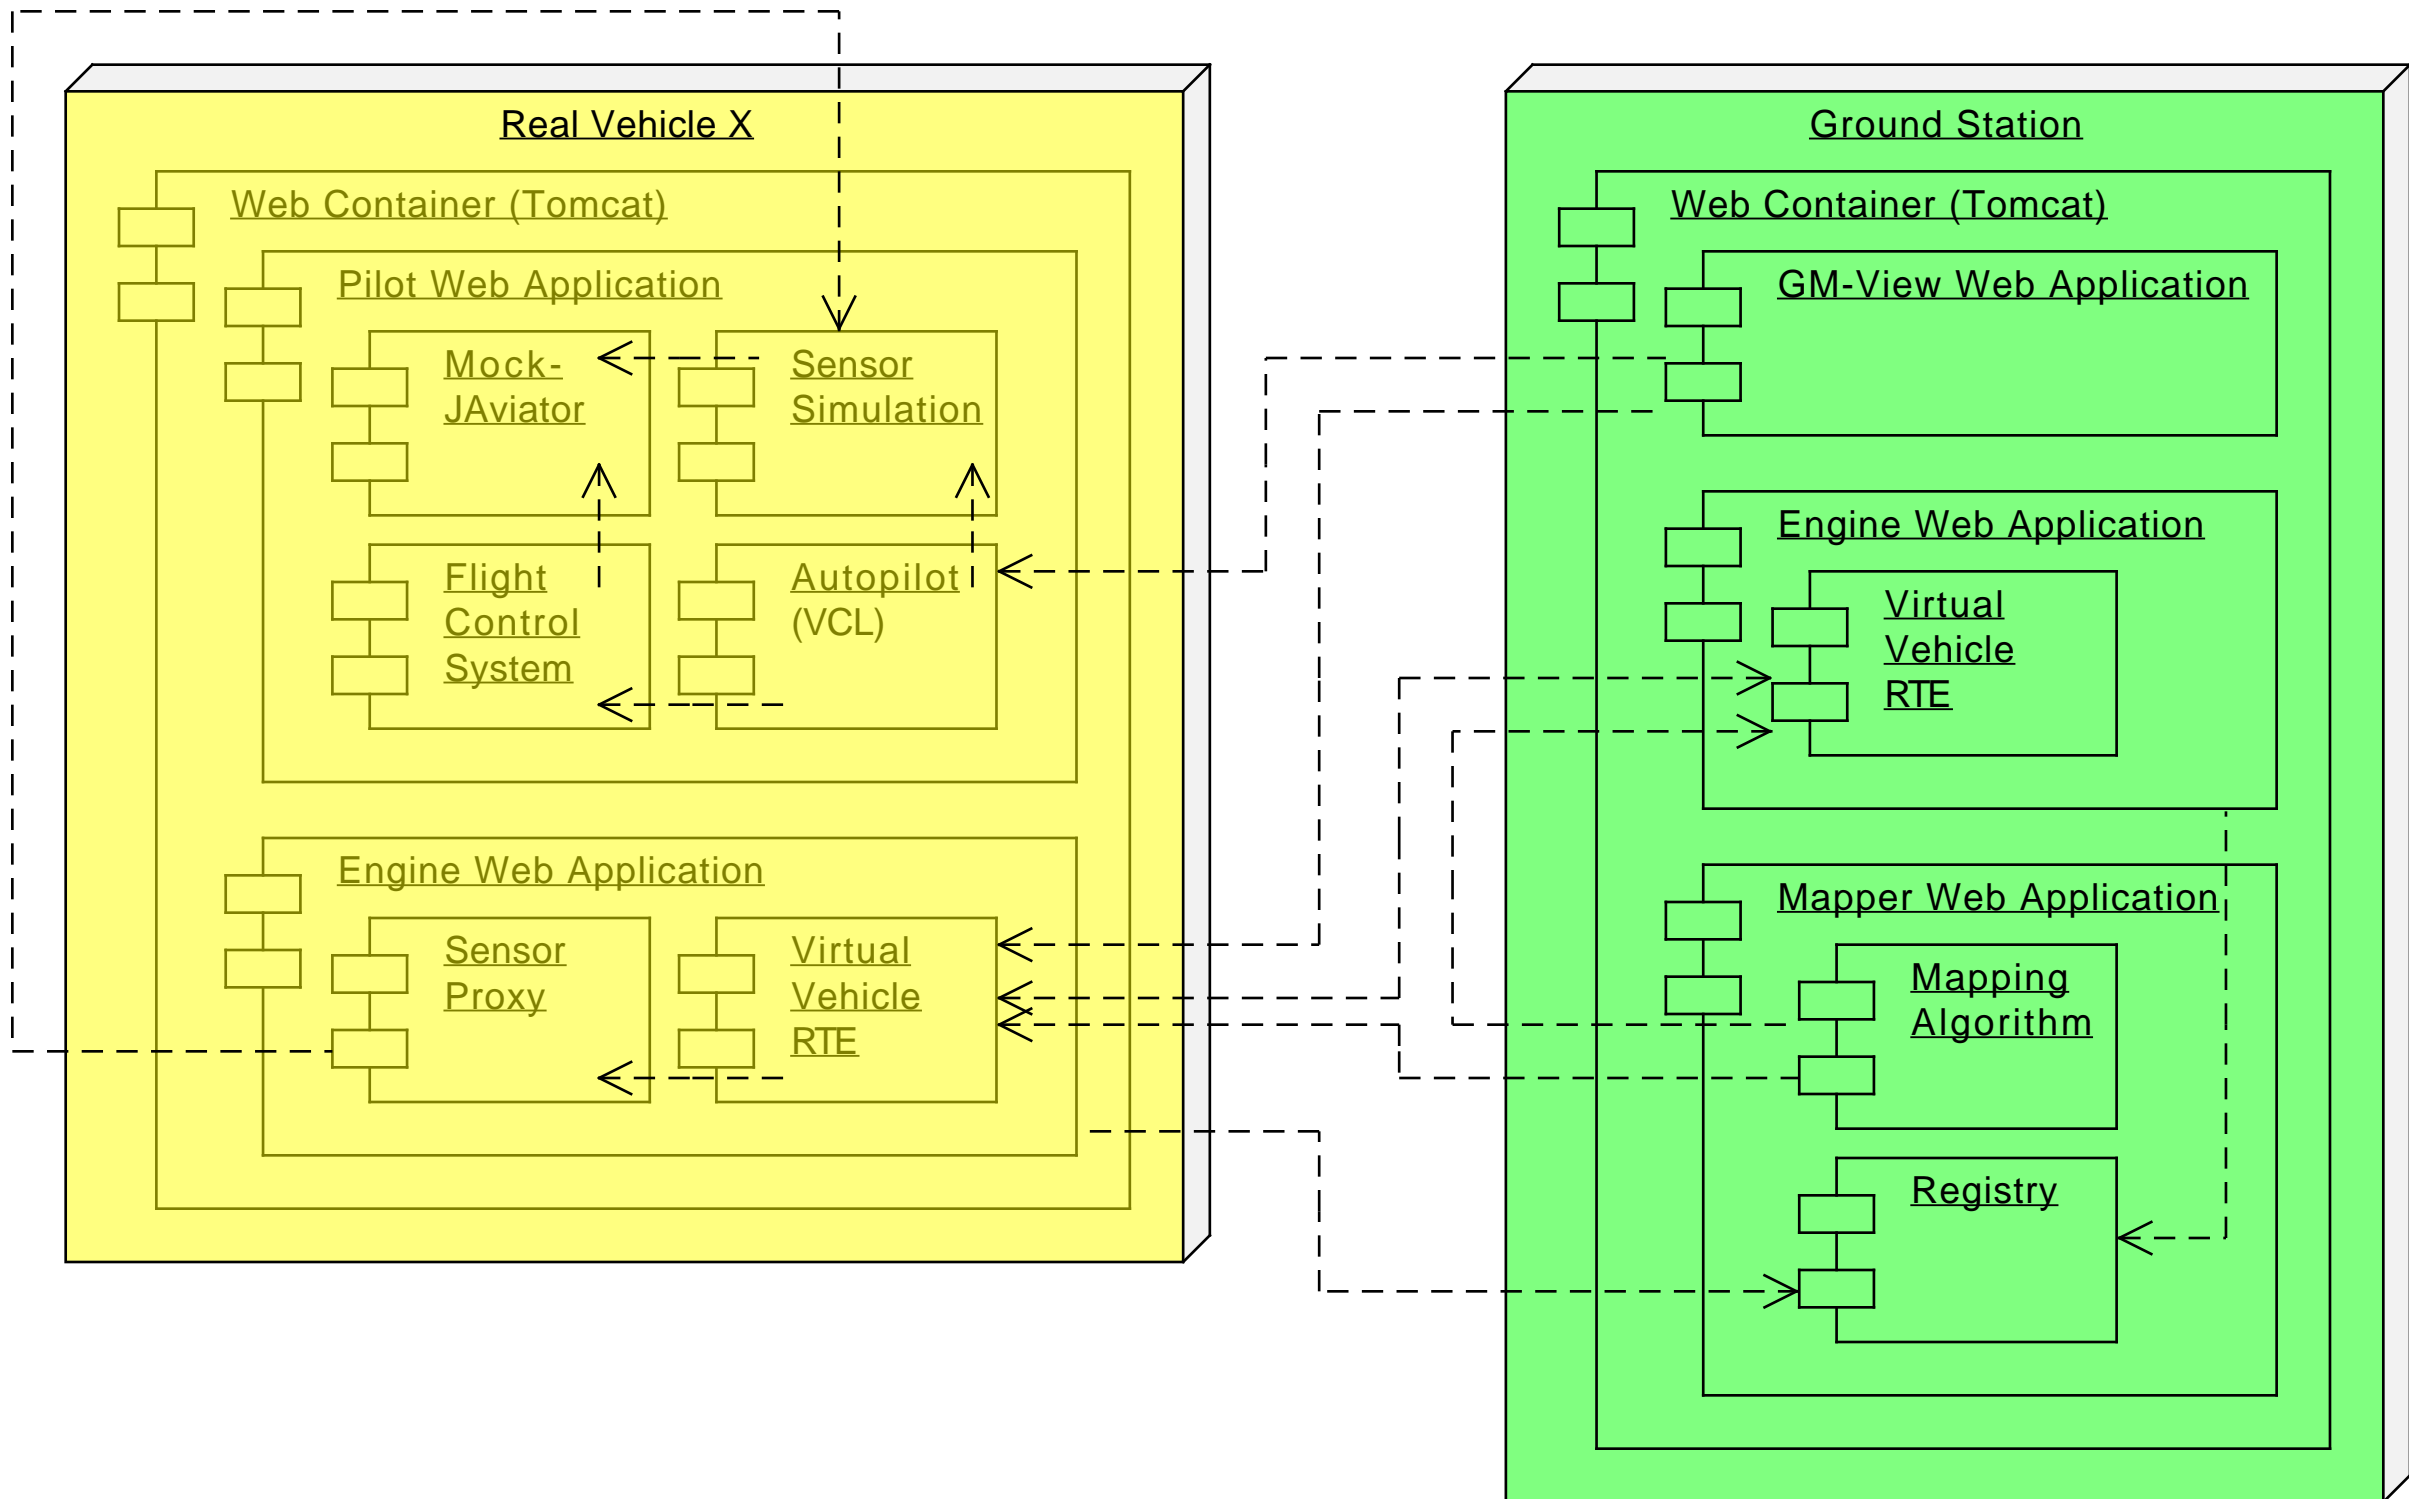 Real Vehicle X
Web Container (Tomcat)
Pilot Web Application
Mock-
JAviator
Sensor
Simulation
Flight
Control
System
Autopilot
(VCL)
Engine Web Application
Sensor
Proxy
Virtual
Vehicle
RTE
Ground Station
Web Container (Tomcat)
GM-View Web Application
Engine Web Application
Virtual
Vehicle
RTE
Mapper Web Application
Mapping
Algorithm
Registry